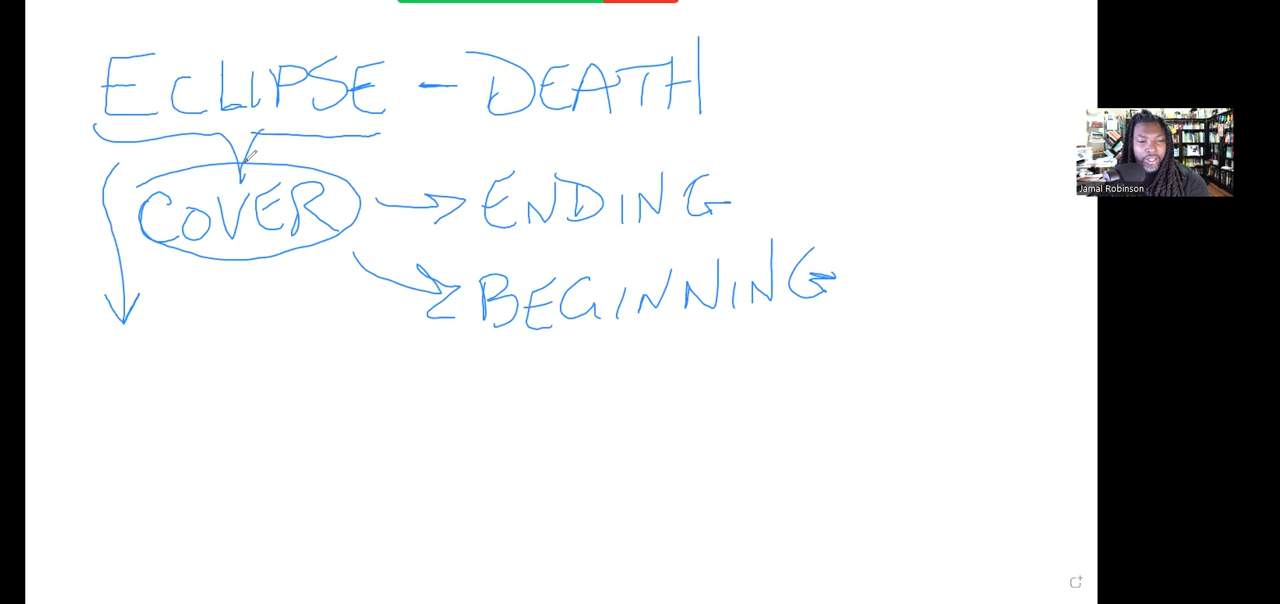 ECLIPSE - DEATH
COVER → ENDING
BEGINNING
Jamal Robinson